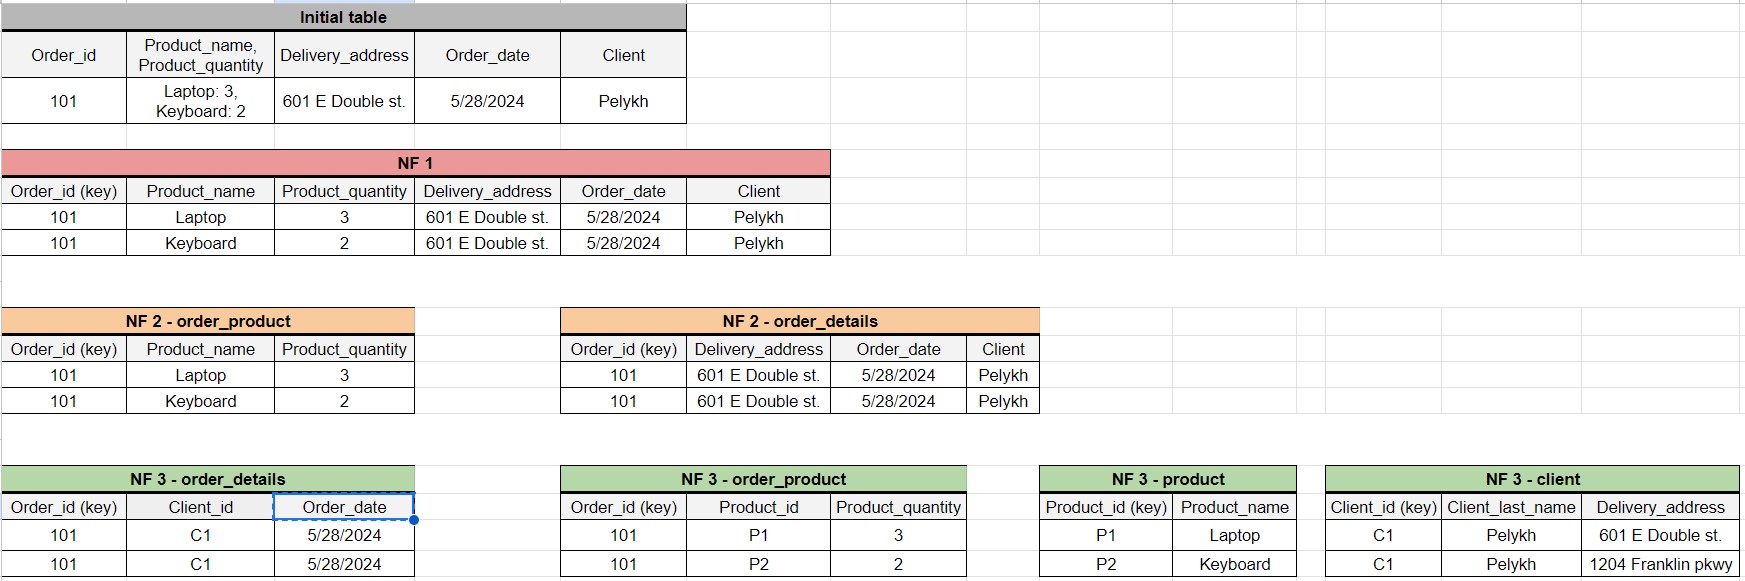 Initial table
Order_id Product_name, Product_quantity Delivery_address Order_date Client
101 Laptop: 3, Keyboard: 2 601 E Double st. 5/28/2024 Pelykh
NF 1
Order_id (key) Product_name Product_quantity Delivery_address Order_date Client
101 Laptop 3 601 E Double st. 5/28/2024 Pelykh
101 Keyboard 2 601 E Double st. 5/28/2024 Pelykh
NF 2 - order_product NF 2 - order_details
Order_id (key) Product_name Product_quantity Order_id (key) Delivery_address Order_date Client
101 Laptop 3 101 601 E Double st. 5/28/2024 Pelykh
101 Keyboard 2 101 601 E Double st. 5/28/2024 Pelykh
NF 3 - order_details NF 3 - order_product NF 3 - product NF 3 - client
Order_id (key) Client_id Order_date Order_id (key) Product_id Product_quantity Product_id (key) Product_name Client_id (key) Client_last_name Delivery_address
101 C1 5/28/2024 101 P1 3 P1 Laptop C1 Pelykh 601 E Double st.
101 C1 5/28/2024 101 P2 2 P2 Keyboard C1 Pelykh 1204 Franklin pkwy